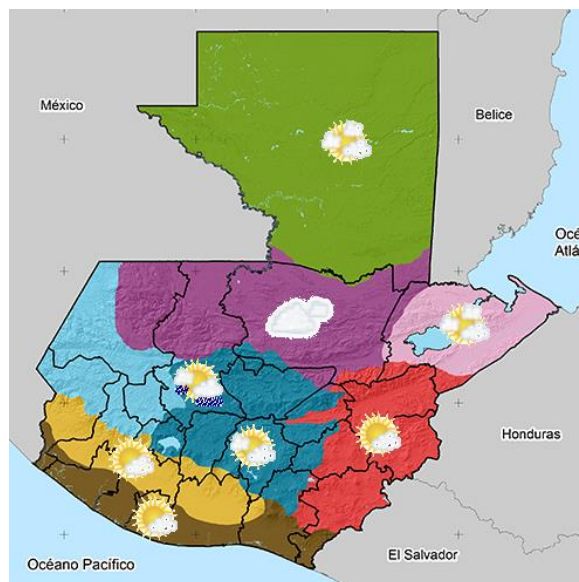 México
Belice
Océ
Atlá
Honduras
El Salvador
Océano Pacífico